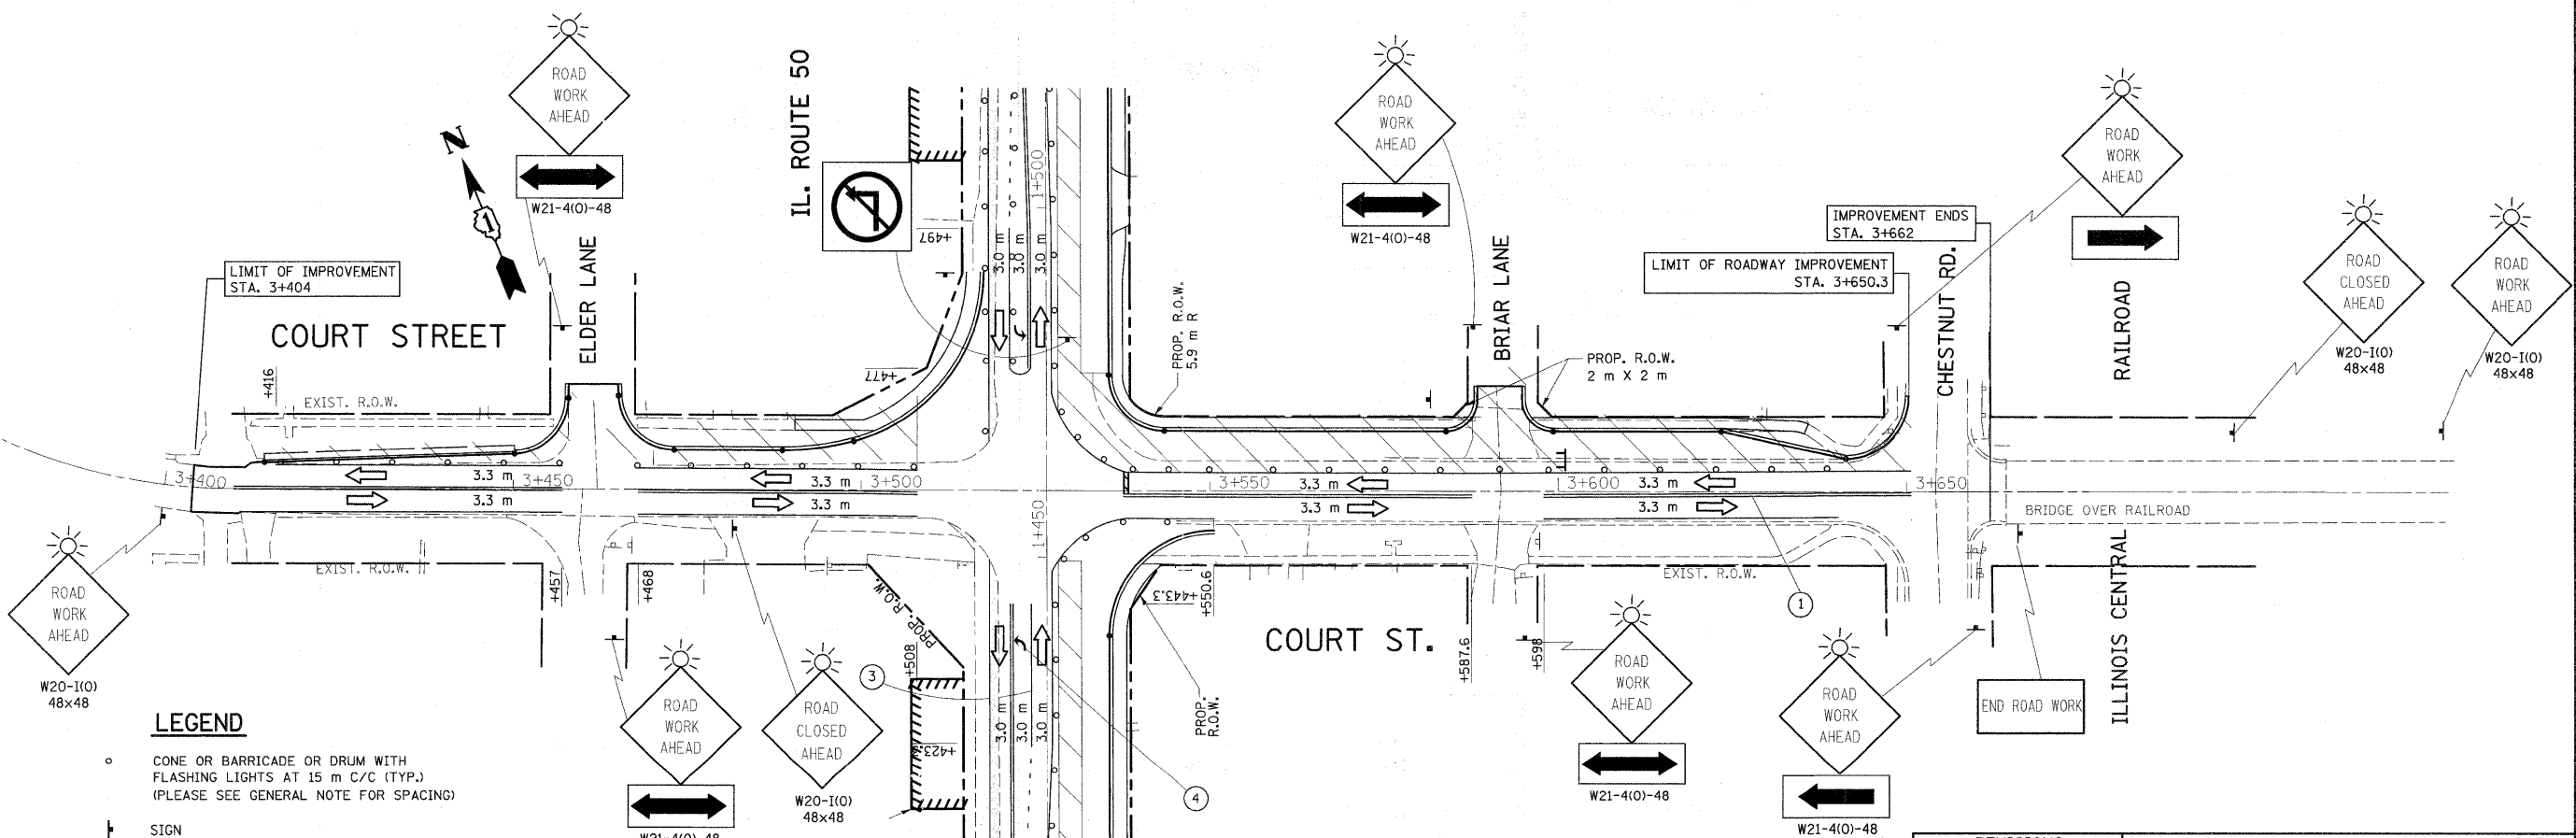 ROAD
WORK
AHEAD
W21-4(O)-48
N
1
IL. ROUTE 50
ROAD
WORK
AHEAD
W21-4(O)-48
ROAD
WORK
AHEAD
IMPROVEMENT ENDS
STA. 3+662
LIMIT OF ROADWAY IMPROVEMENT
STA. 3+650.3
ROAD
CLOSED
AHEAD
W20-I(O)
48x48
ROAD
WORK
AHEAD
W20-I(O)
48x48
LIMIT OF IMPROVEMENT
STA. 3+404
COURT STREET
ELDER LANE
BRIAR LANE
CHESTNUT RD.
RAILROAD
+497
3.0 m
3.8 m
3.0 m
1+500
+477
PROP. R.O.W.
5.9 m R
PROP. R.O.W.
2 m X 2 m
+416
EXIST. R.O.W.
3+400
3.3 m
3+450
3.3 m
3+500
3+550
3.3 m
3+600
3.3 m
3+650
3.3 m
3.3 m
3.3 m
3.3 m
1+450
BRIDGE OVER RAILROAD
EXIST. R.O.W.
+457
+468
PROP. R.O.W.
+508
+443.3
+550.6
+587.6
+598
EXIST. R.O.W.
1
ILLINOIS CENTRAL
COURT ST.
ROAD
WORK
AHEAD
W20-I(O)
48x48
ROAD
WORK
AHEAD
W21-4(O)-48
ROAD
CLOSED
AHEAD
W20-I(O)
48x48
3
+423.5
3.0 m
3.0 m
3.0 m
PROP.
R.O.W.
4
ROAD
WORK
AHEAD
W21-4(O)-48
ROAD
WORK
AHEAD
W21-4(O)-48
END ROAD WORK
LEGEND
CONE OR BARRICADE OR DRUM WITH
FLASHING LIGHTS AT 15 m C/C (TYP.)
(PLEASE SEE GENERAL NOTE FOR SPACING)
SIGN